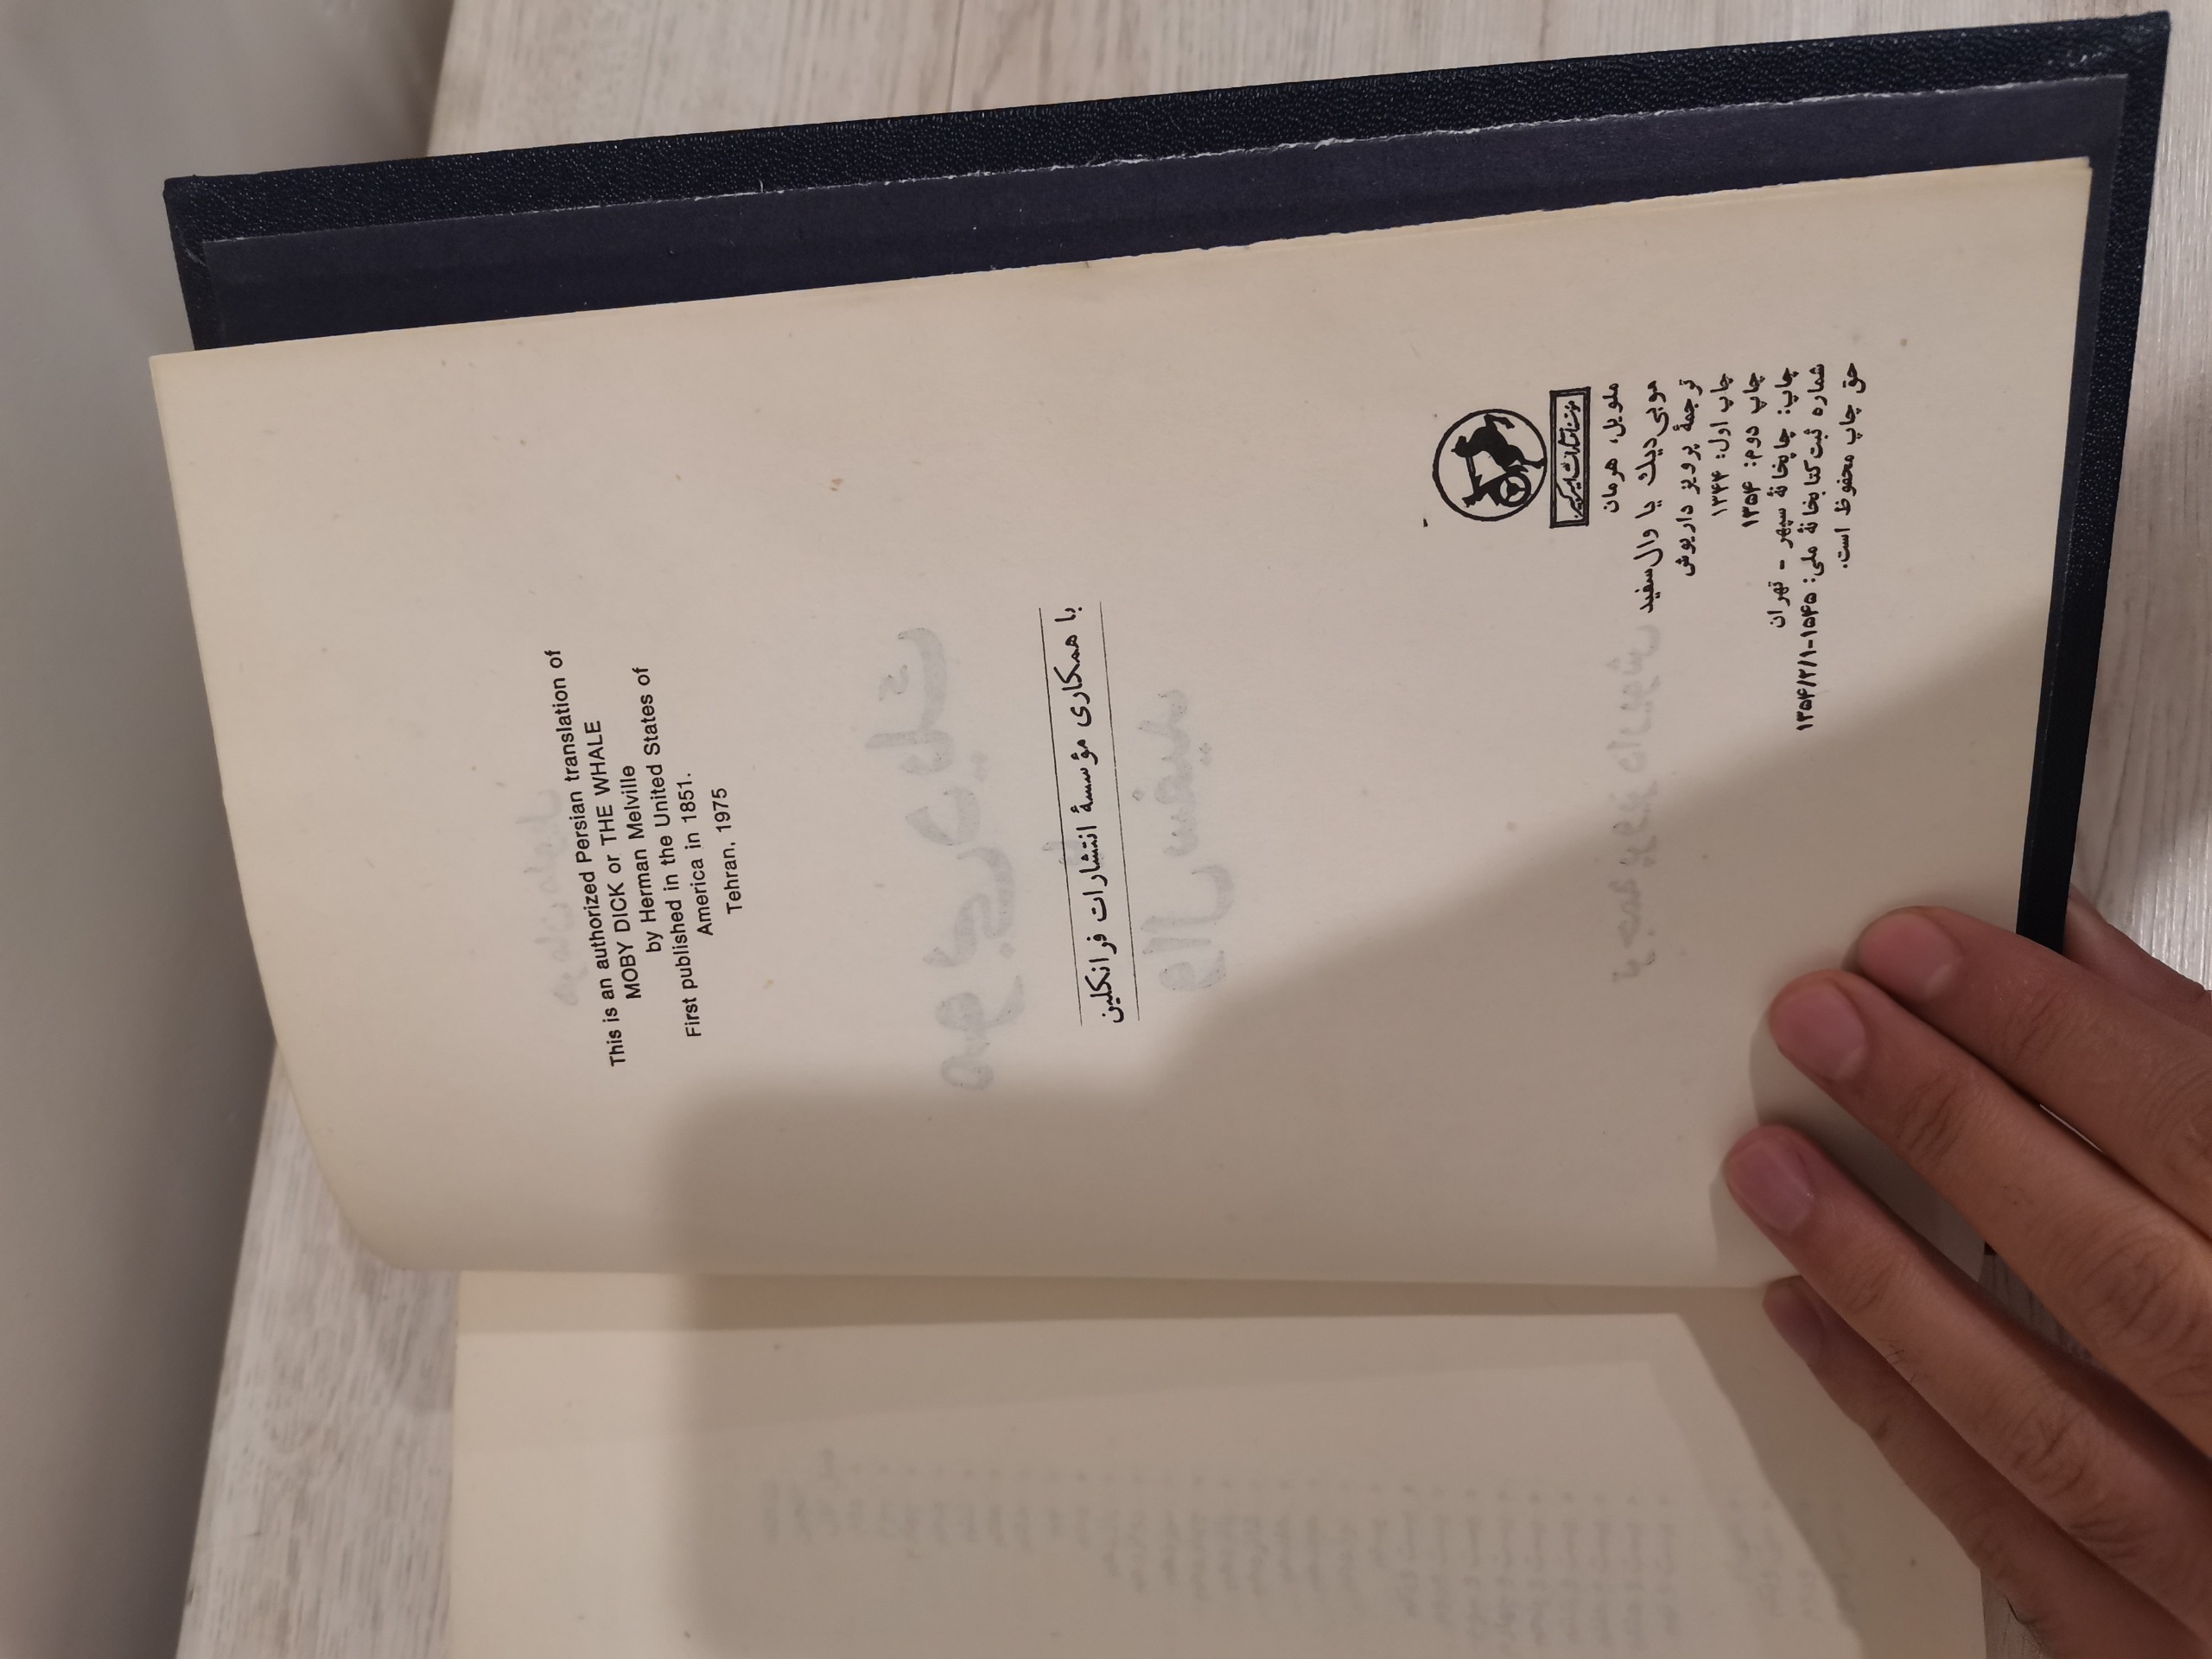 This is an authorized Persian translation of
MOBY DICK or THE WHALE
by Herman Melville
First published in the United States of
America in 1851.
Tehran, 1975
با همکاری مؤسسهٔ انتشارات فرانکلین
مؤسسه انتشارات امیرکبیر
ملویل، هرمان
موبی‌دیك یا وال‌سفید
ترجمهٔ پرویز داریوش
چاپ اول: ۱۳۴۴
چاپ دوم: ۱۳۵۴
چاپ: چاپخانهٔ سپهر - تهران
شماره ثبت کتابخانهٔ ملی: ۱۵۴۵-۱۳۵۴/۲/۱
حق چاپ محفوظ است.